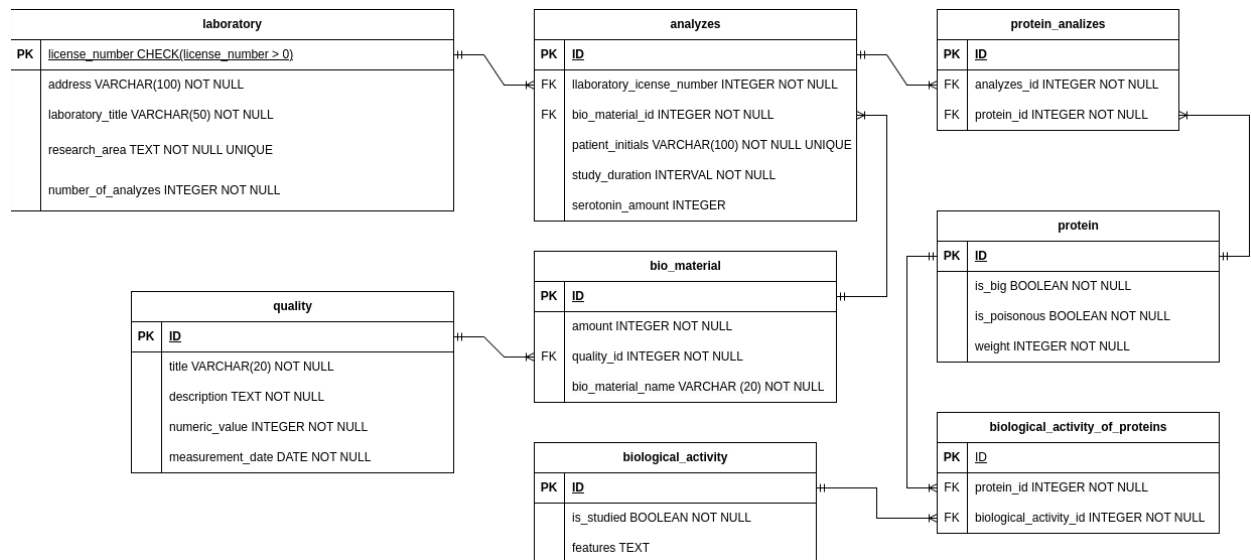 laboratory
PK license_number CHECK(license_number > 0)
address VARCHAR(100) NOT NULL
laboratory_title VARCHAR(50) NOT NULL
research_area TEXT NOT NULL UNIQUE
number_of_analyzes INTEGER NOT NULL
analyzes
PK ID
FK llaboratory_icense_number INTEGER NOT NULL
FK bio_material_id INTEGER NOT NULL
patient_initials VARCHAR(100) NOT NULL UNIQUE
study_duration INTERVAL NOT NULL
serotonin_amount INTEGER
protein_analizes
PK ID
FK analyzes_id INTEGER NOT NULL
FK protein_id INTEGER NOT NULL
protein
PK ID
is_big BOOLEAN NOT NULL
is_poisonous BOOLEAN NOT NULL
weight INTEGER NOT NULL
bio_material
PK ID
amount INTEGER NOT NULL
FK quality_id INTEGER NOT NULL
bio_material_name VARCHAR (20) NOT NULL
quality
PK ID
title VARCHAR(20) NOT NULL
description TEXT NOT NULL
numeric_value INTEGER NOT NULL
measurement_date DATE NOT NULL
biological_activity
PK ID
is_studied BOOLEAN NOT NULL
features TEXT
biological_activity_of_proteins
PK ID
FK protein_id INTEGER NOT NULL
FK biological_activity_id INTEGER NOT NULL